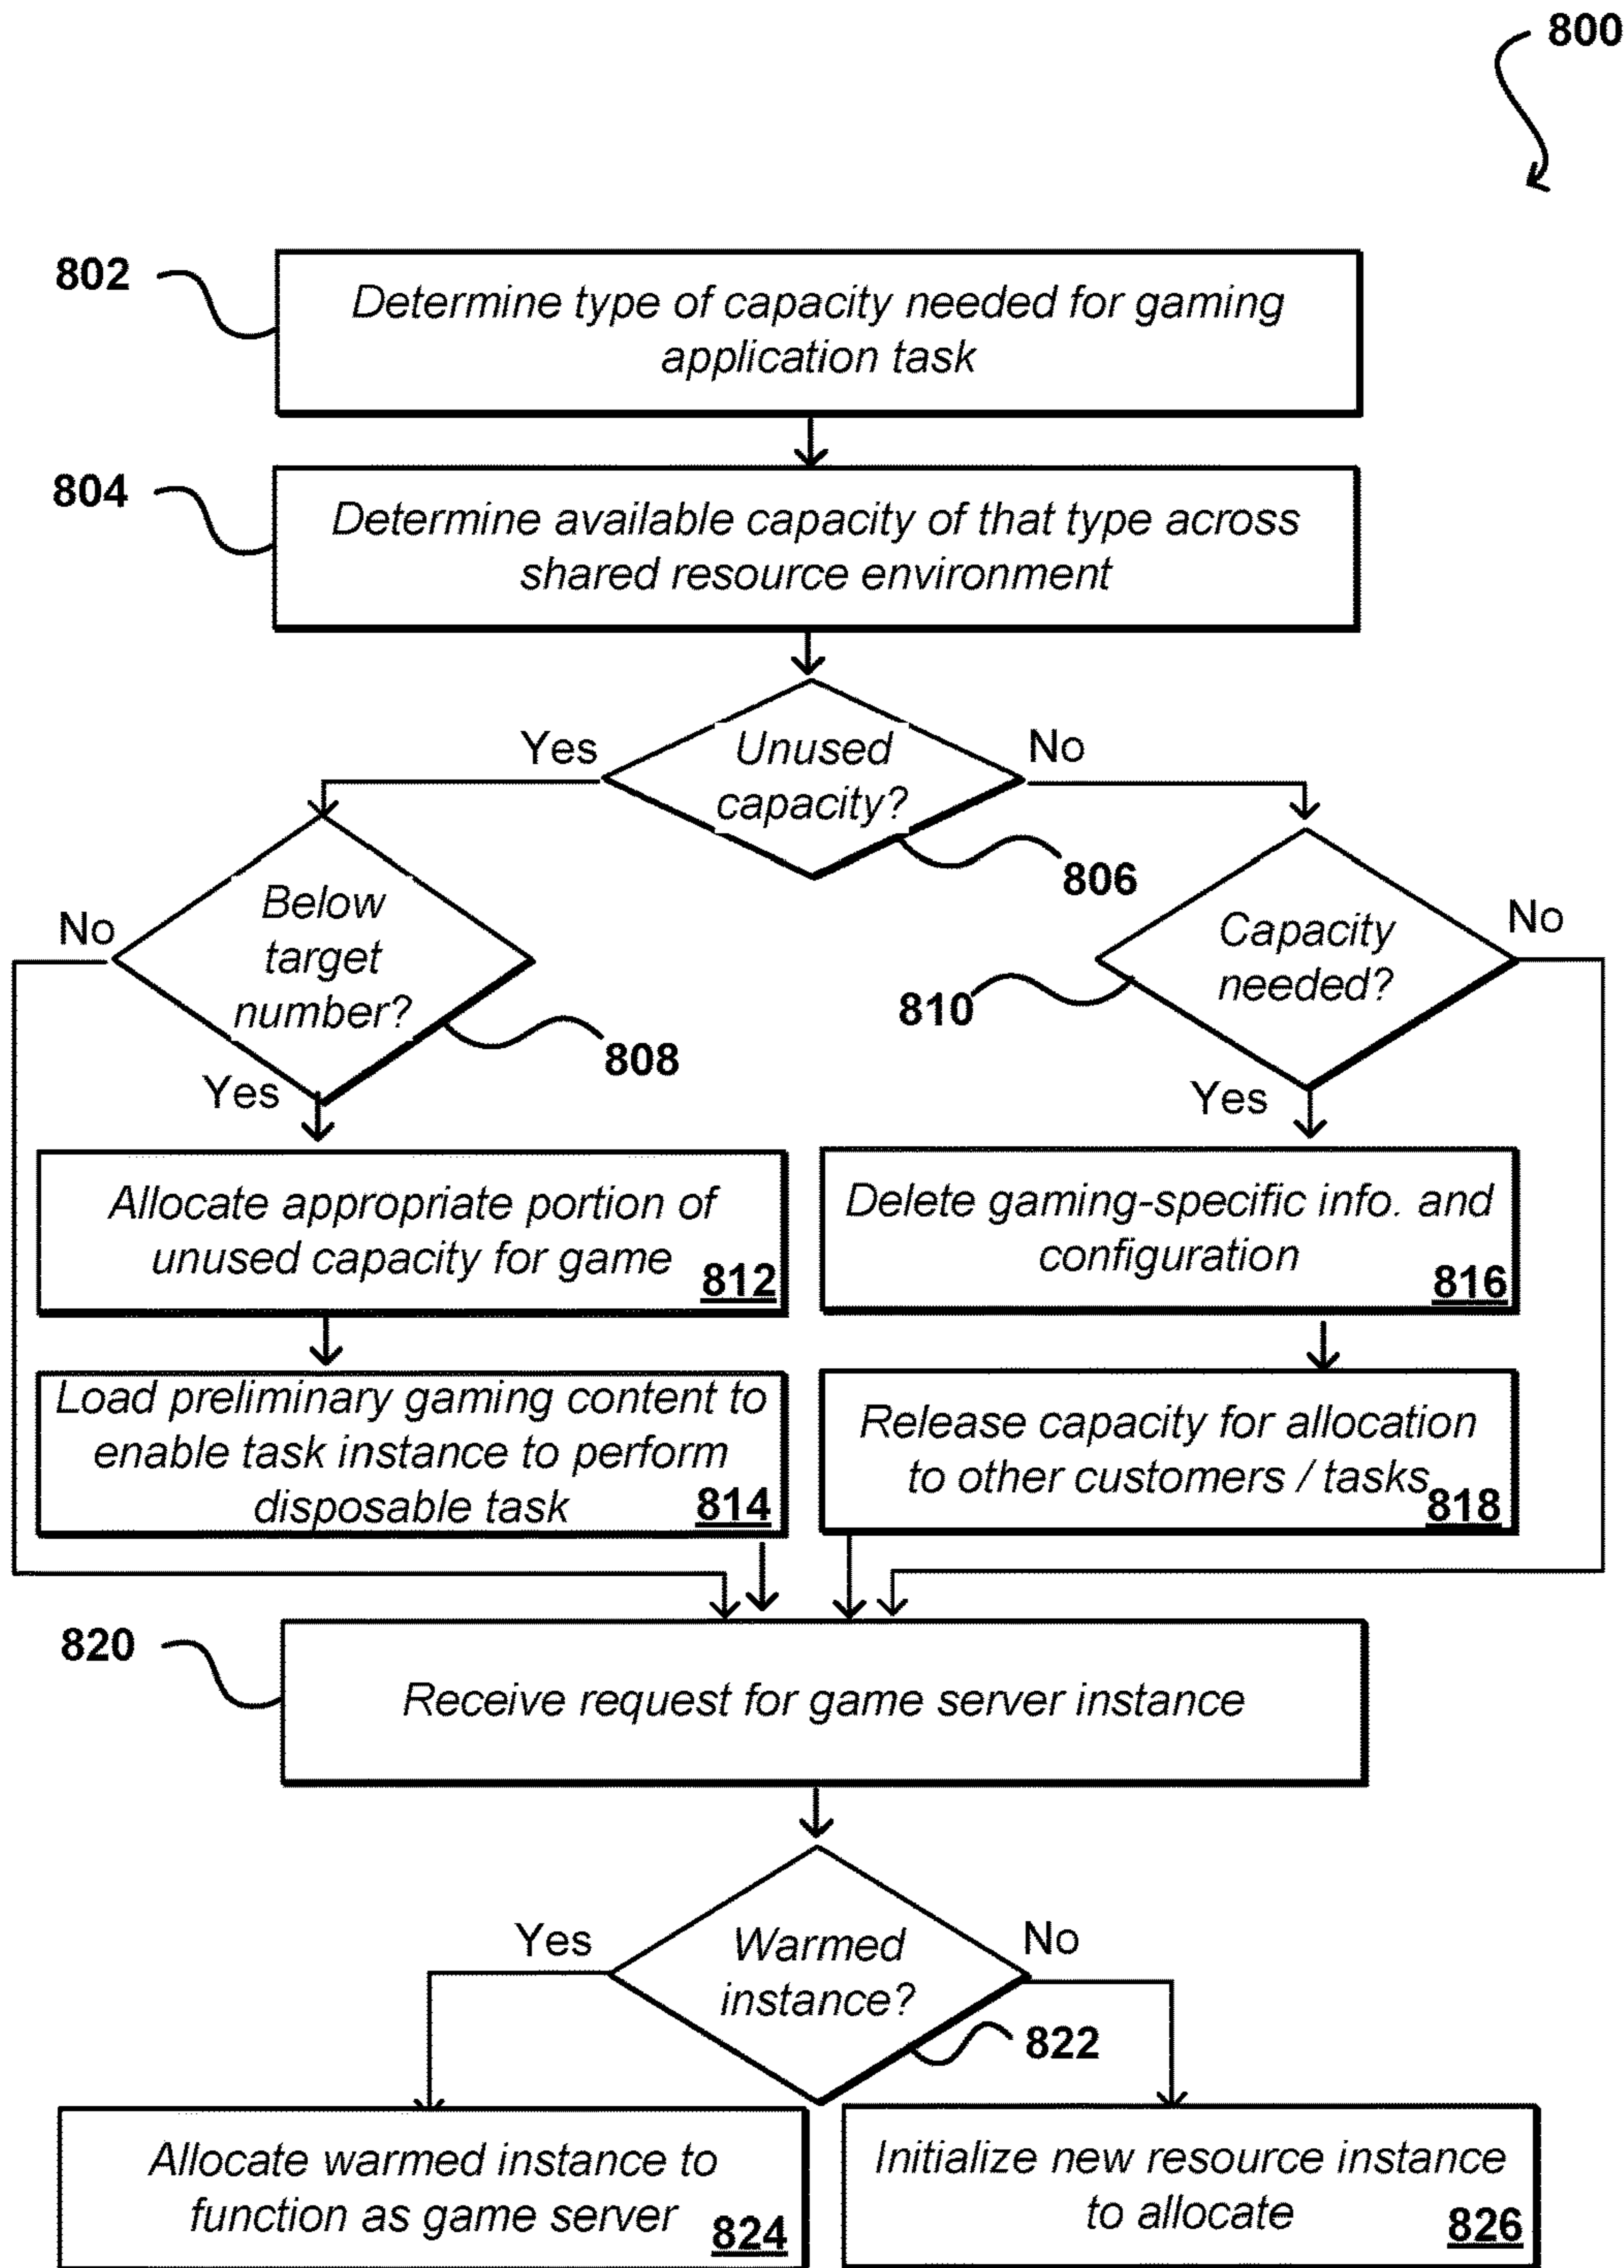 800
802
Determine type of capacity needed for gaming
application task
804
Determine available capacity of that type across
shared resource environment
Yes
Unused
capacity?
No
806
No
Below
target
number?
808
Yes
Capacity
needed?
No
810
Yes
Allocate appropriate portion of
unused capacity for game
812
Delete gaming-specific info. and
configuration
816
Load preliminary gaming content to
enable task instance to perform
disposable task
814
Release capacity for allocation
to other customers / tasks
818
820
Receive request for game server instance
Yes
Warmed
instance?
No
822
Allocate warmed instance to
function as game server
824
Initialize new resource instance
to allocate
826